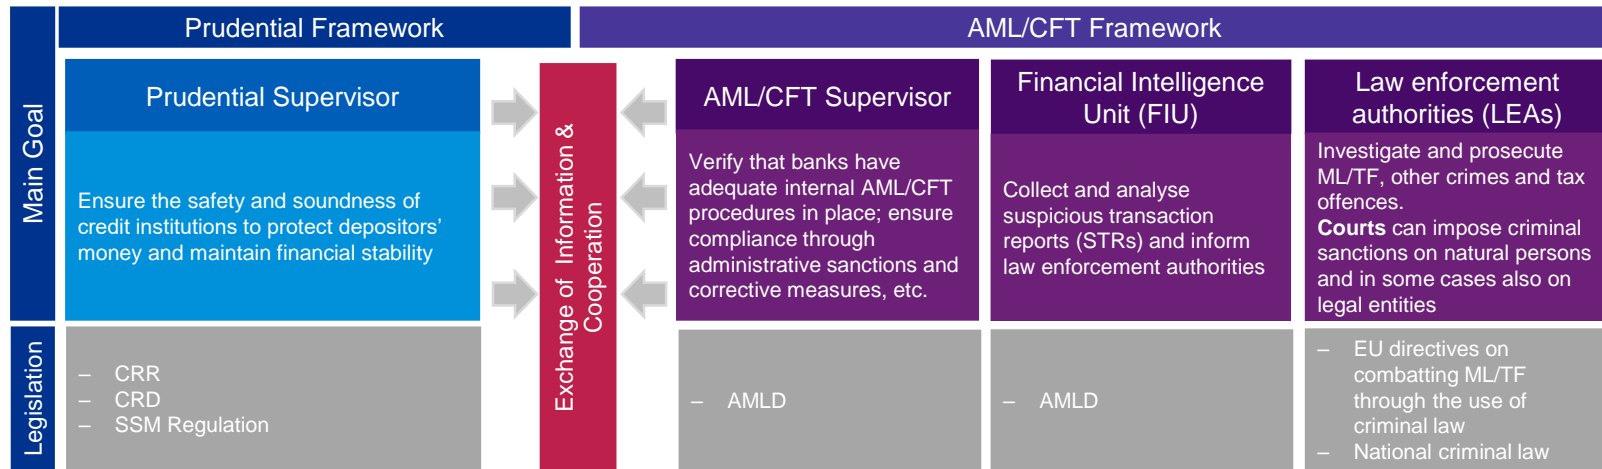 Prudential Framework
AML/CFT Framework
Main Goal
Prudential Supervisor
Ensure the safety and soundness of
credit institutions to protect depositors'
money and maintain financial stability
Exchange of Information &
Cooperation
AML/CFT Supervisor
Verify that banks have
adequate internal AML/CFT
procedures in place; ensure
compliance through
administrative sanctions and
corrective measures, etc.
Financial Intelligence
Unit (FIU)
Collect and analyse
suspicious transaction
reports (STRs) and inform
law enforcement authorities
Law enforcement
authorities (LEAs)
Investigate and prosecute
ML/TF, other crimes and tax
offences.
Courts can impose criminal
sanctions on natural persons
and in some cases also on
legal entities
Legislation
– CRR
– CRD
– SSM Regulation
– AMLD
– AMLD
– EU directives on
combatting ML/TF
through the use of
criminal law
– National criminal law